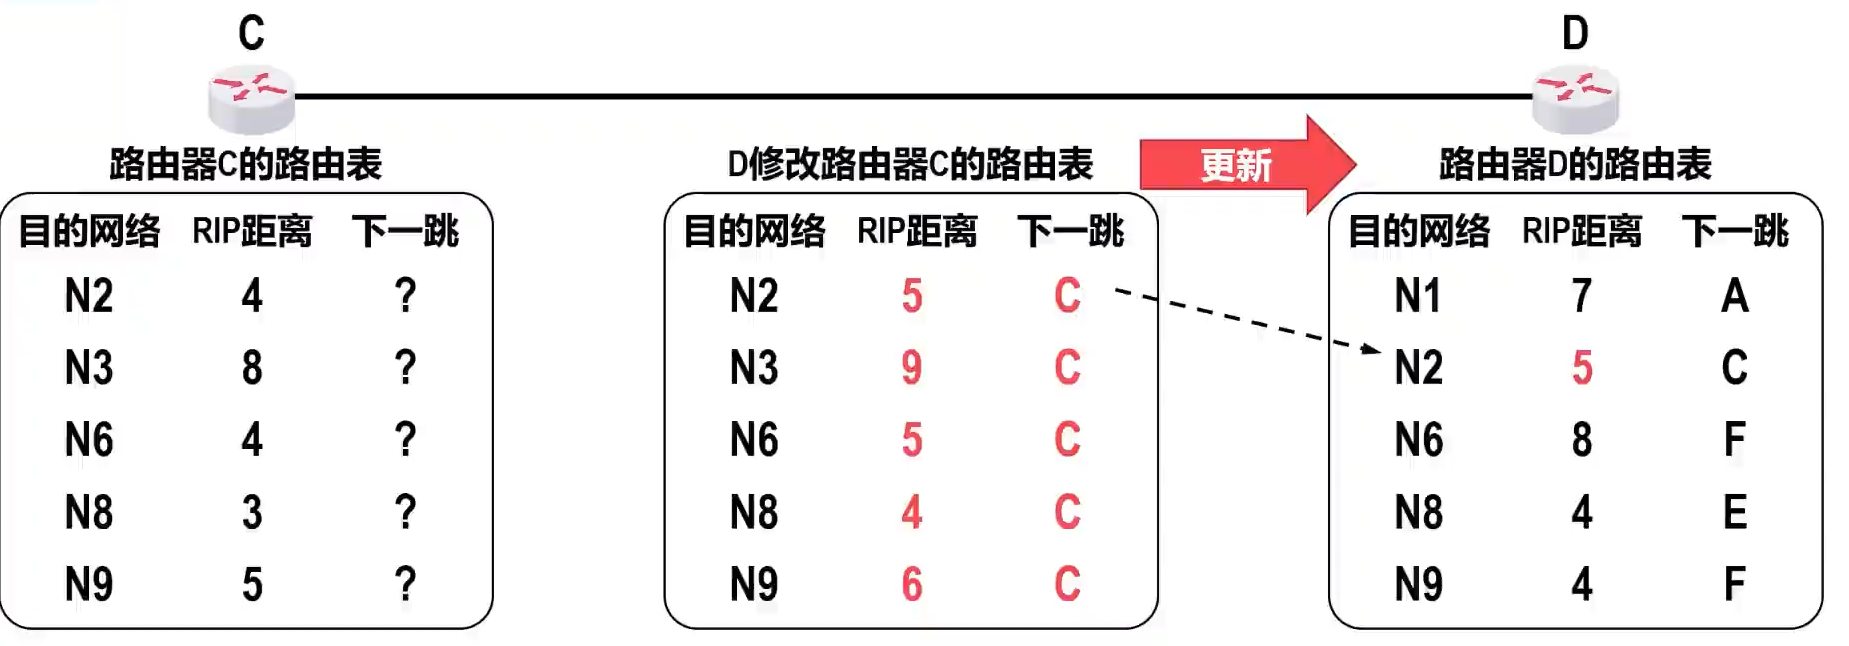 C
D
路由器C的路由表
D修改路由器C的路由表
更新
路由器D的路由表
目的网络 RIP距离 下一跳
N2 4 ?
N3 8 ?
N6 4 ?
N8 3 ?
N9 5 ?
目的网络 RIP距离 下一跳
N2 5 C
N3 9 C
N6 5 C
N8 4 C
N9 6 C
目的网络 RIP距离 下一跳
N1 7 A
N2 5 C
N6 8 F
N8 4 E
N9 4 F